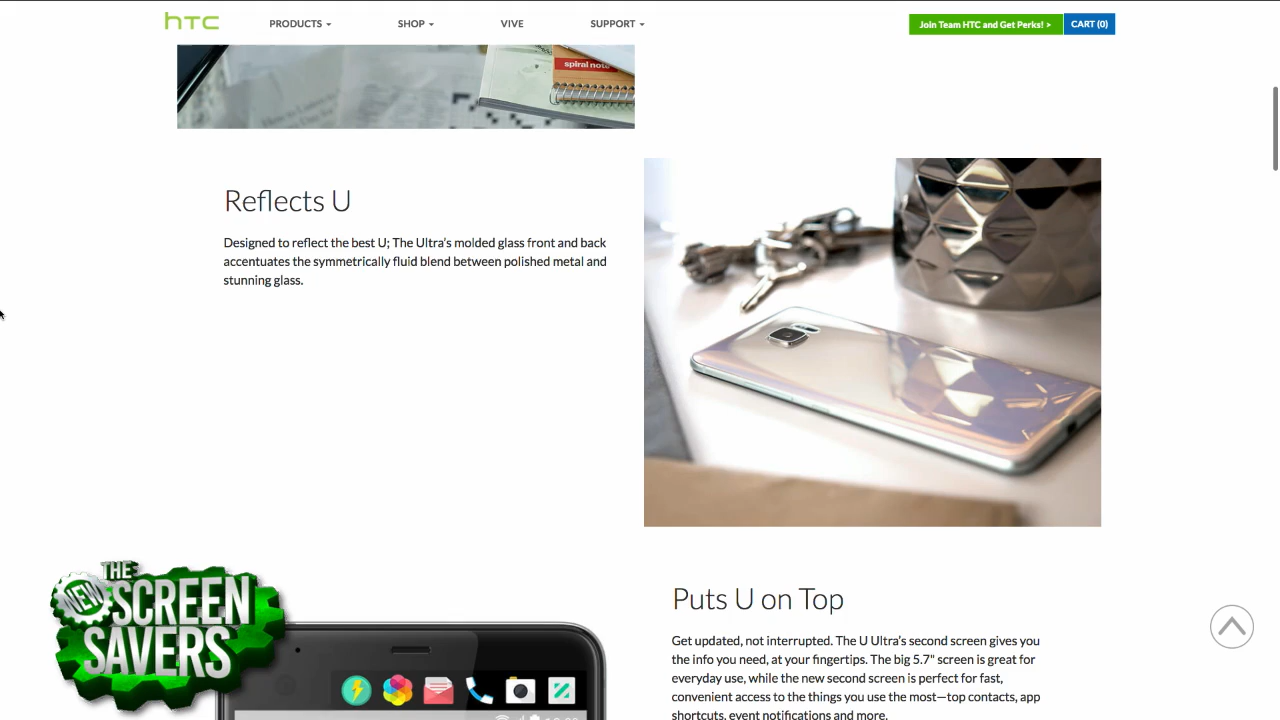 hTC
PRODUCTS
SHOP
VIVE
SUPPORT
Join Team HTC and Get Perks! >
CART (0)
Reflects U
Designed to reflect the best U; The Ultra's molded glass front and back
accentuates the symmetrically fluid blend between polished metal and
stunning glass.
Puts U on Top
Get updated, not interrupted. The U Ultra's second screen gives you
the info you need, at your fingertips. The big 5.7" screen is great for
everyday use, while the new second screen is perfect for fast,
convenient access to the things you use the most—top contacts, app
shortcuts, event notifications and more.
THE
NEW
SCREEN
SAVERS